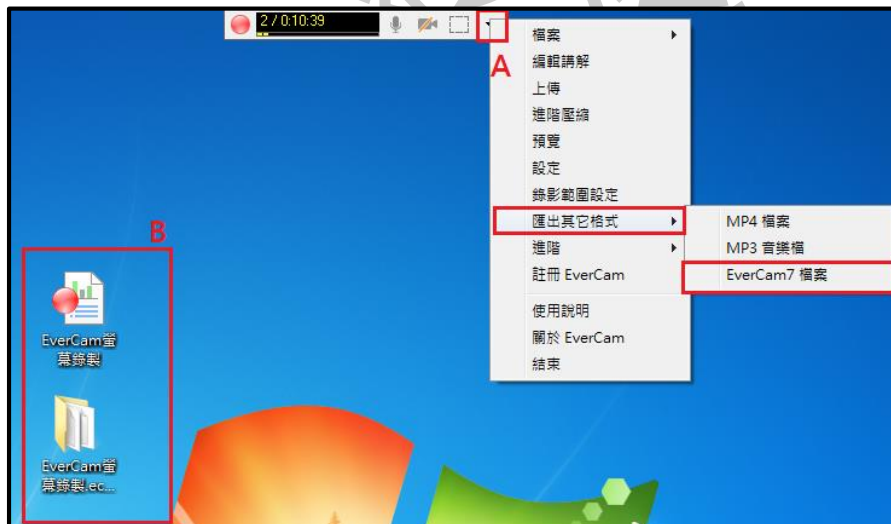 2 / 0:10:39
A
檔案
編輯講解
上傳
進階壓縮
預覽
設定
錄影範圍設定
匯出其它格式
進階
註冊 EverCam
使用說明
關於 EverCam
結束
MP4 檔案
MP3 音樂檔
EverCam7 檔案
B
EverCam螢
幕錄製
EverCam螢
幕錄製.ec...